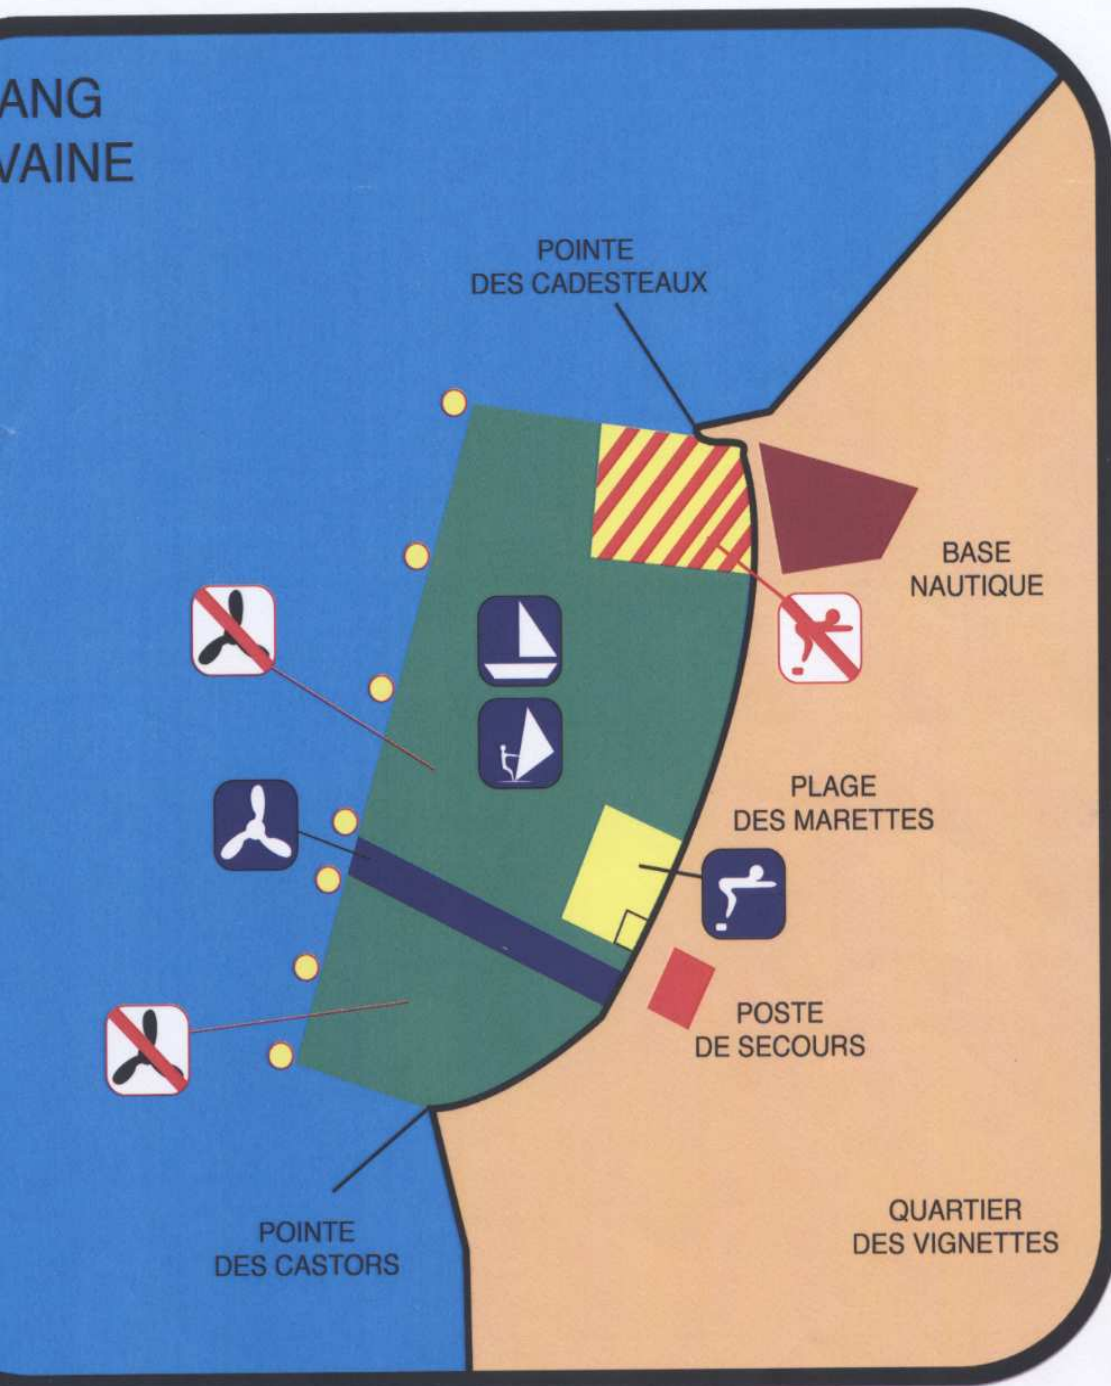 ANG
VAINE
POINTE
DES CADESTEAUX
BASE
NAUTIQUE
PLAGE
DES MARETTES
POSTE
DE SECOURS
POINTE
DES CASTORS
QUARTIER
DES VIGNETTES